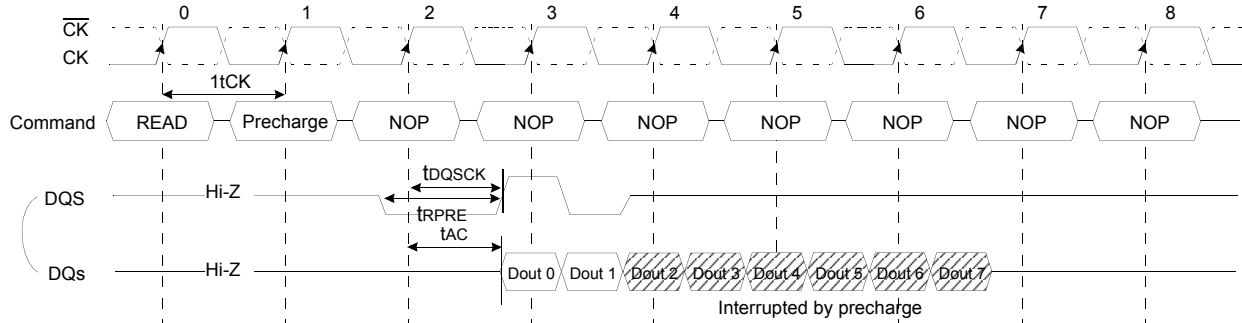 0 1 2 3 4 5 6 7 8
CK
CK
1tCK
Command READ Precharge NOP NOP NOP NOP NOP NOP NOP
tDQSCK
DQS Hi-Z
tRPRE
tAC
DQs Hi-Z Dout 0 Dout 1 Dout 2 Dout 3 Dout 4 Dout 5 Dout 6 Dout 7
Interrupted by precharge